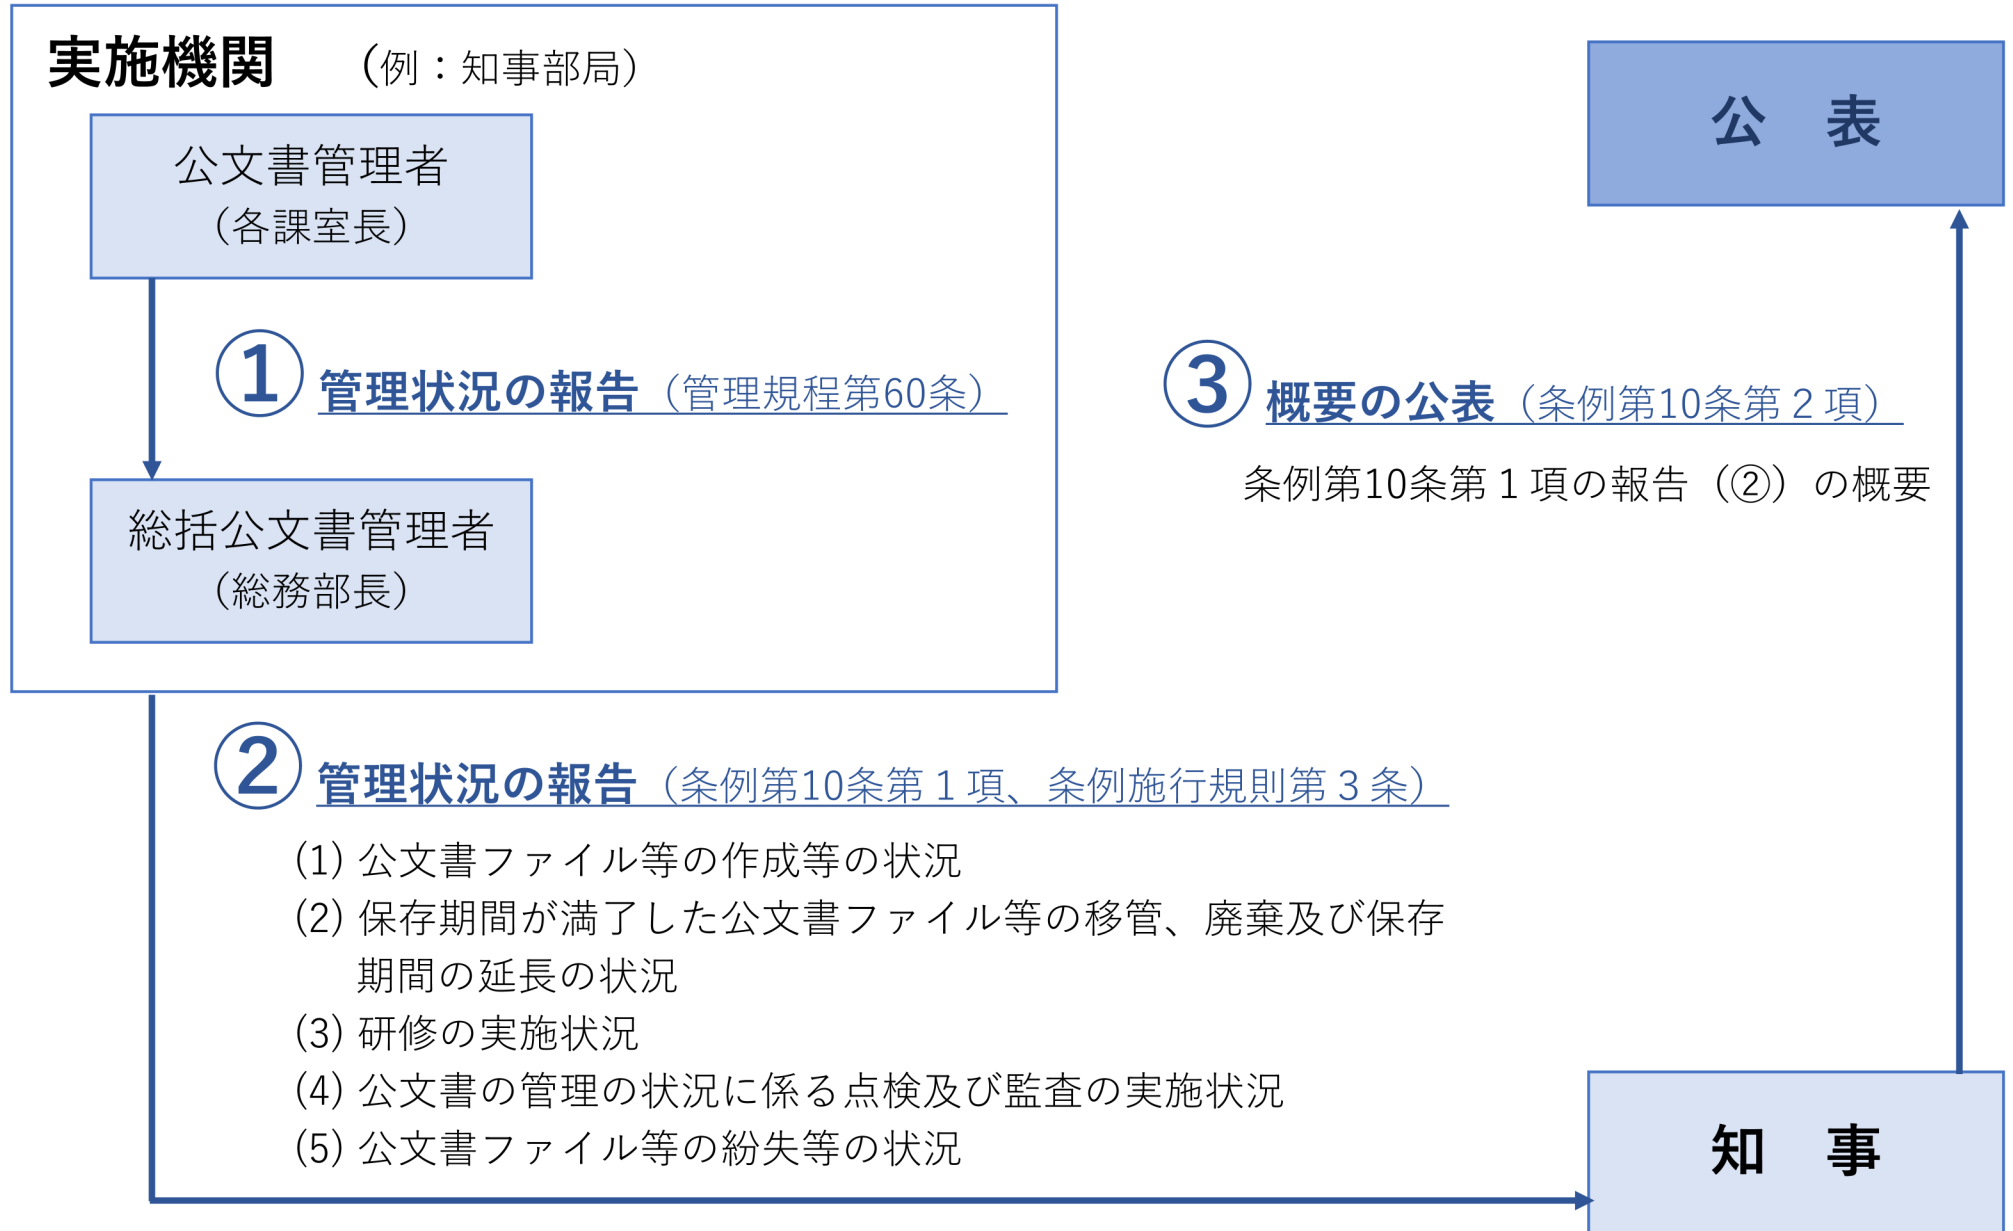 実施機関 (例：知事部局)
公文書管理者
(各課室長)
① 管理状況の報告（管理規程第60条）
総括公文書管理者
(総務部長)
② 管理状況の報告（条例第10条第１項、条例施行規則第３条）
(1) 公文書ファイル等の作成等の状況
(2) 保存期間が満了した公文書ファイル等の移管、廃棄及び保存
期間の延長の状況
(3) 研修の実施状況
(4) 公文書の管理の状況に係る点検及び監査の実施状況
(5) 公文書ファイル等の紛失等の状況
知　事
③ 概要の公表（条例第10条第２項）
条例第10条第１項の報告（②）の概要
公　表